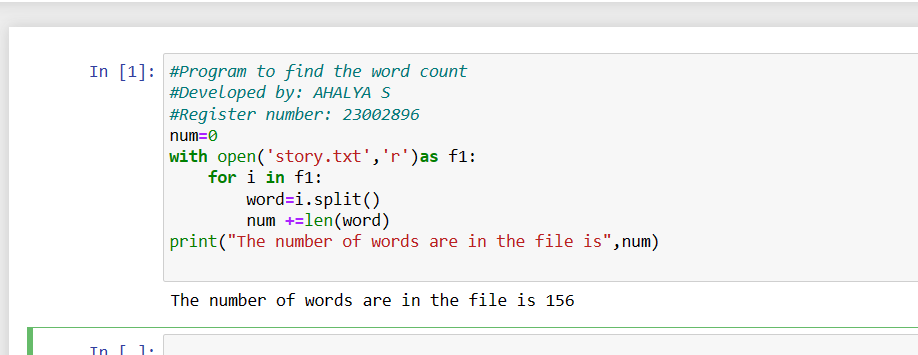 In [1]: #Program to find the word count
#Developed by: AHALYA S
#Register number: 23002896
num=0
with open('story.txt','r')as f1:
    for i in f1:
        word=i.split()
        num +=len(word)
print("The number of words are in the file is",num)
The number of words are in the file is 156
In [ ]: